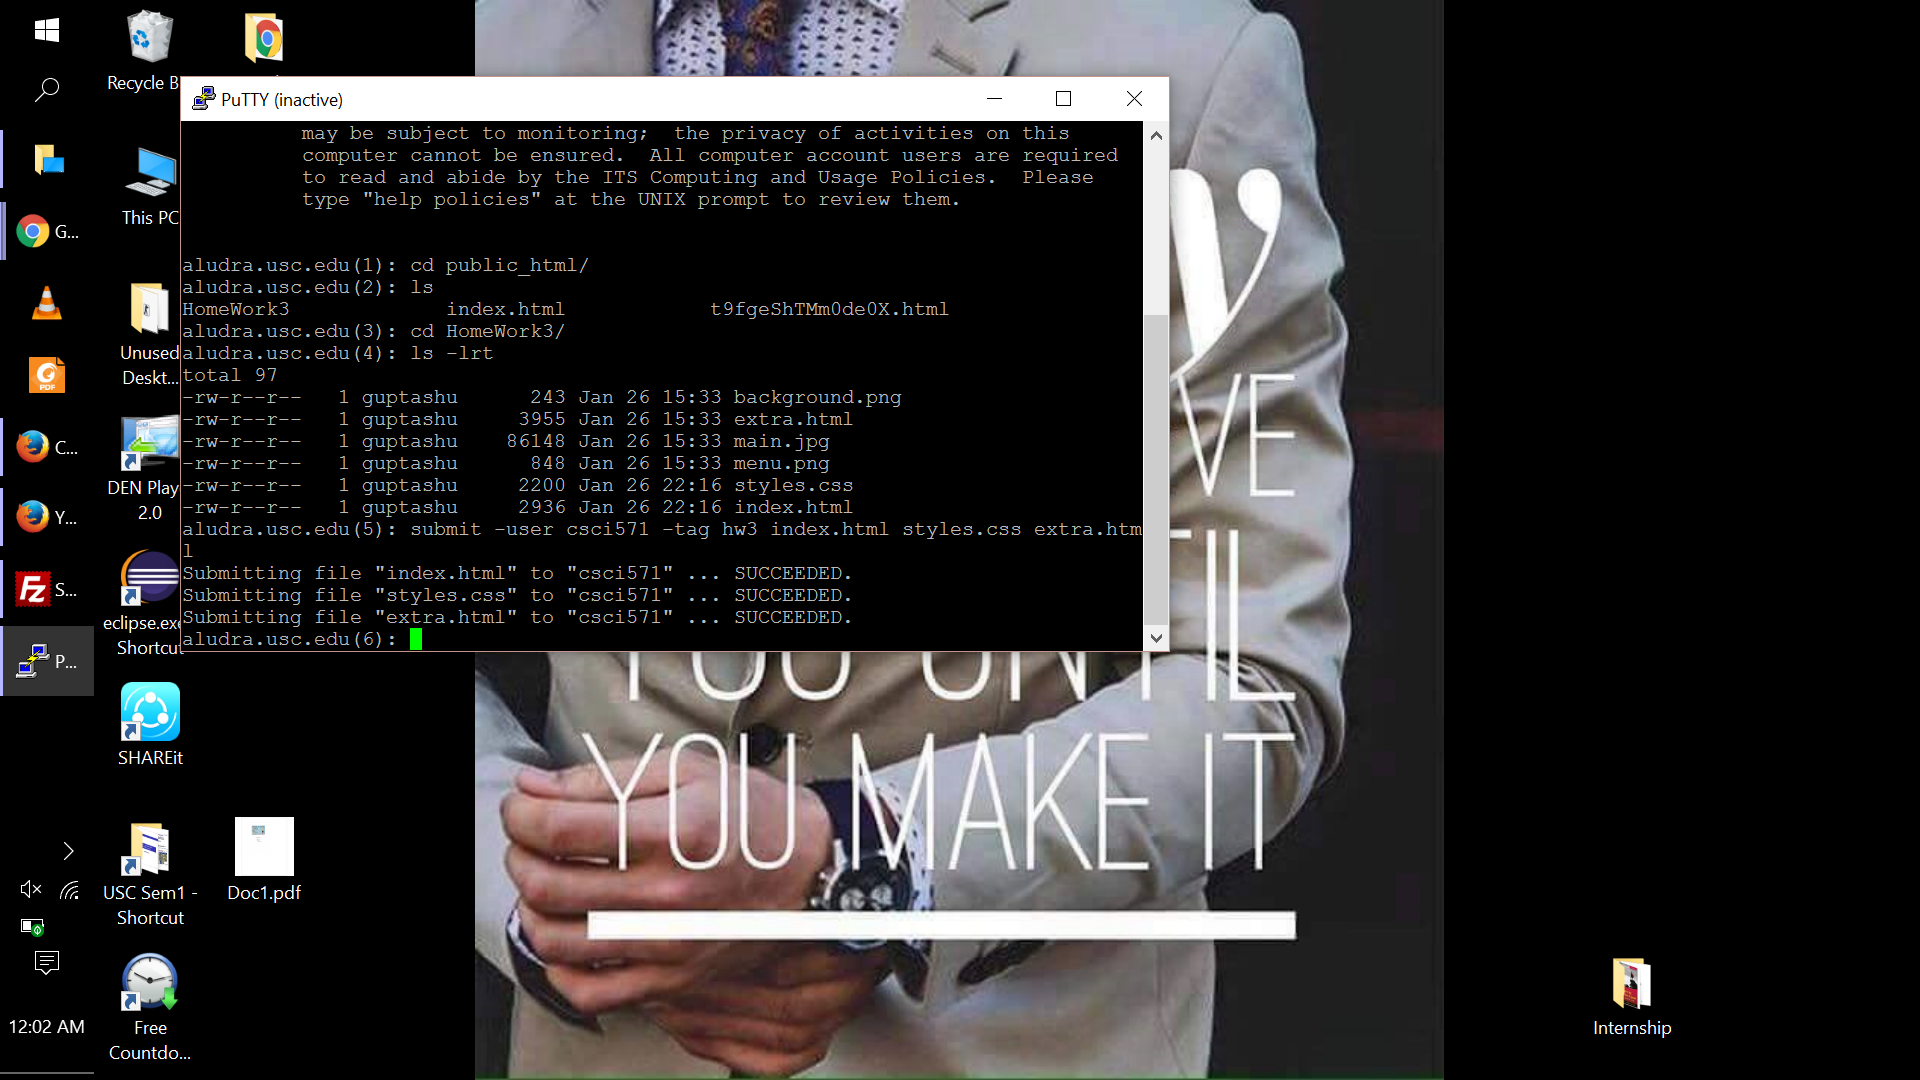 Recycle B
PuTTY (inactive)
may be subject to monitoring;  the privacy of activities on this
computer cannot be ensured.  All computer account users are required
to read and abide by the ITS Computing and Usage Policies.  Please
type "help policies" at the UNIX prompt to review them.
aludra.usc.edu(1): cd public_html/
aludra.usc.edu(2): ls
HomeWork3             index.html            t9fgeShTMm0de0X.html
aludra.usc.edu(3): cd HomeWork3/
aludra.usc.edu(4): ls -lrt
total 97
-rw-r--r--   1 guptashu      243 Jan 26 15:33 background.png
-rw-r--r--   1 guptashu     3955 Jan 26 15:33 extra.html
-rw-r--r--   1 guptashu    86148 Jan 26 15:33 main.jpg
-rw-r--r--   1 guptashu      848 Jan 26 15:33 menu.png
-rw-r--r--   1 guptashu     2200 Jan 26 22:16 styles.css
-rw-r--r--   1 guptashu     2936 Jan 26 22:16 index.html
aludra.usc.edu(5): submit -user csci571 -tag hw3 index.html styles.css extra.htm
l
Submitting file "index.html" to "csci571" ... SUCCEEDED.
Submitting file "styles.css" to "csci571" ... SUCCEEDED.
Submitting file "extra.html" to "csci571" ... SUCCEEDED.
aludra.usc.edu(6):
This PC
G...
Unused
Deskt...
PDF
C...
DEN Play
2.0
Y...
FZ S...
eclipse.exe
Shortcut
P...
SHAREit
USC Sem1 -
Shortcut
Doc1.pdf
12:02 AM
Free
Countdo...
Internship
y
VE
YOU UNTIL
YOU MAKE IT